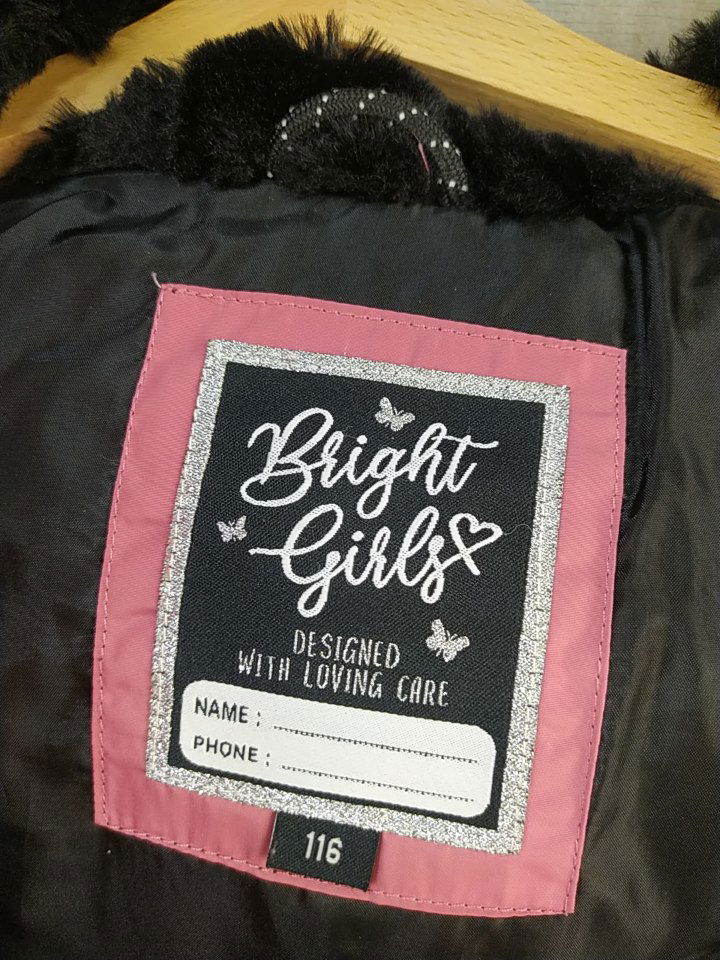 Bright
Girls
DESIGNED
WITH LOVING CARE
NAME :
PHONE :
116